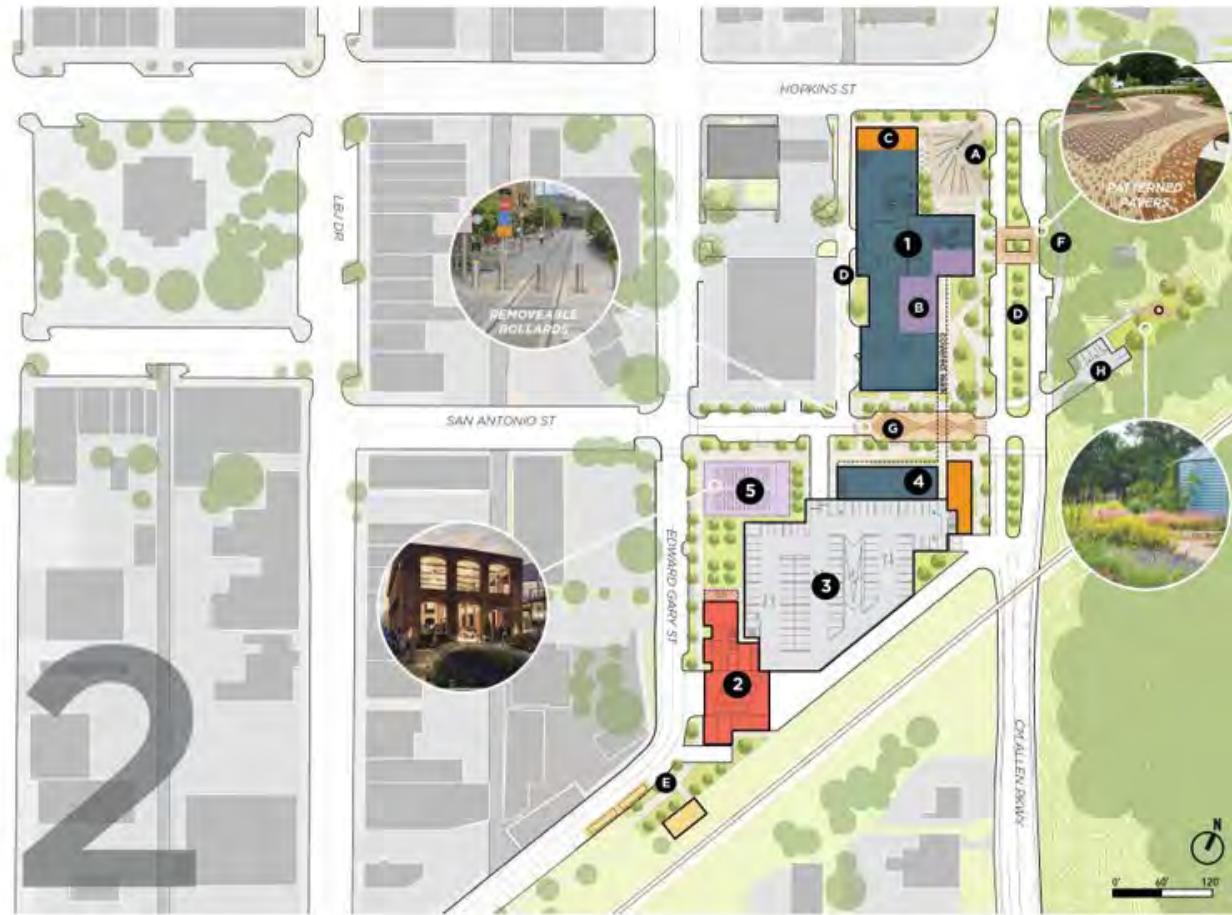 HOPKINS ST
C
A
PATTERNED
PAVERS
LBJ DR
1
F
D
REMOVEABLE
BOLLARDS
B
D
H
SAN ANTONIO ST
G
5
4
EDWARD GARY ST
3
2
2
CM ALLEN PKWY
E
N
0' 60' 120'